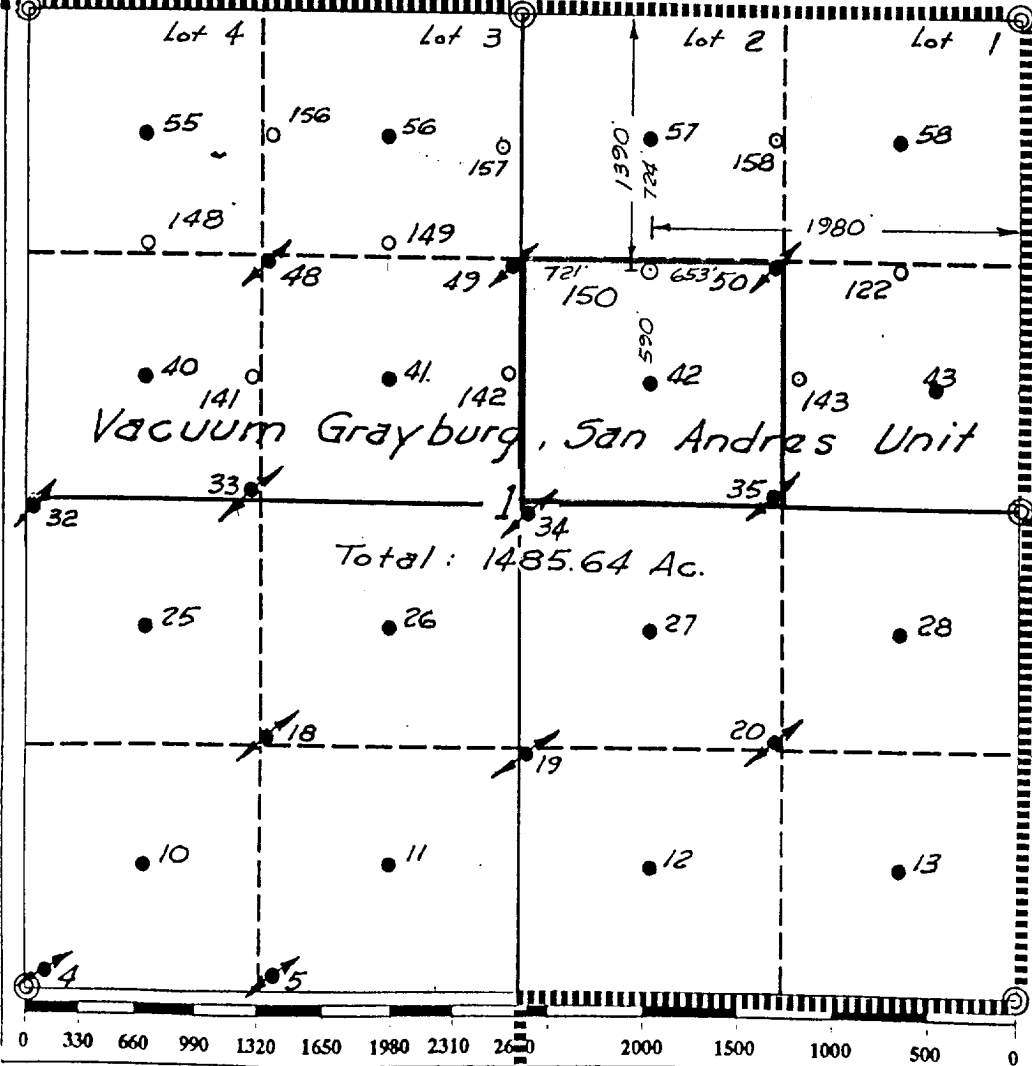 Lot 4 Lot 3 Lot 2 Lot 1
55 156 56 157 57 158 58
1390'
724'
1980'
148 149
48 49 721' 150 653' 50 122
590'
40 141 41. 142 42 143 43
Vacuum Grayburg, San Andres Unit
32 33 1 34 35
Total: 1485.64 Ac.
25 26 27 28
18 19 20
10 11 12 13
4 5
0 330 660 990 1320 1650 1980 2310 2000 1500 1000 500 0